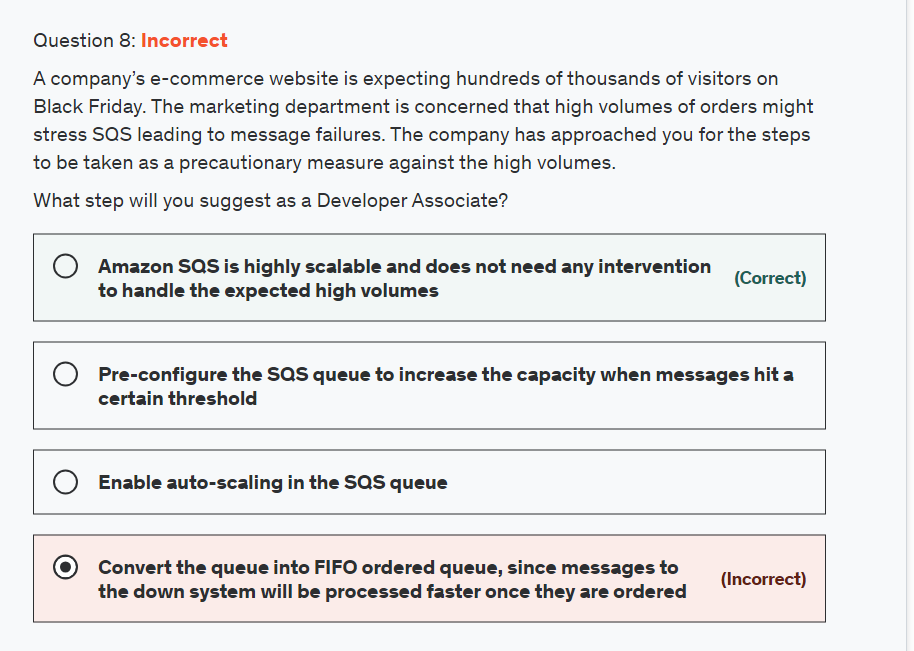 Question 8: Incorrect
A company's e-commerce website is expecting hundreds of thousands of visitors on
Black Friday. The marketing department is concerned that high volumes of orders might
stress SQS leading to message failures. The company has approached you for the steps
to be taken as a precautionary measure against the high volumes.
What step will you suggest as a Developer Associate?
Amazon SQS is highly scalable and does not need any intervention
to handle the expected high volumes
(Correct)
Pre-configure the SQS queue to increase the capacity when messages hit a
certain threshold
Enable auto-scaling in the SQS queue
Convert the queue into FIFO ordered queue, since messages to
the down system will be processed faster once they are ordered
(Incorrect)